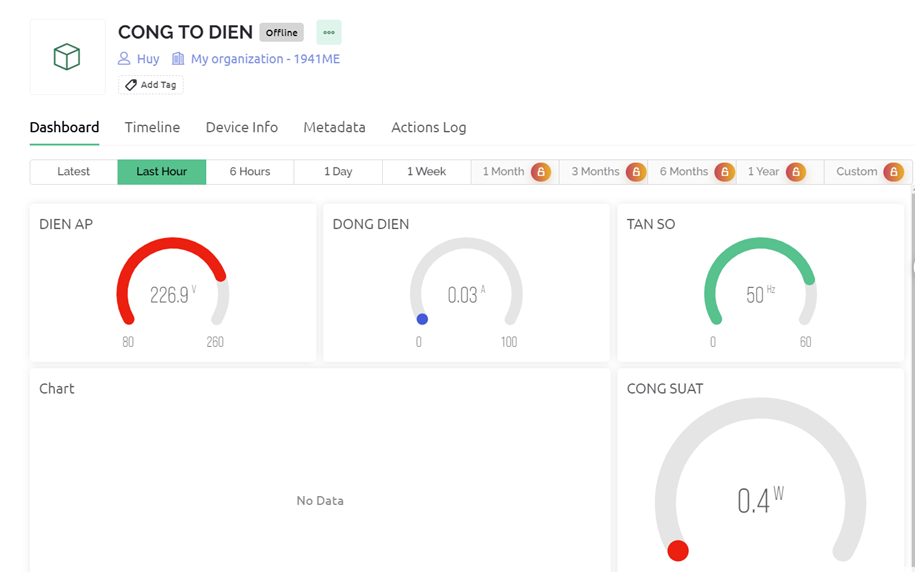 CONG TO DIEN Offline
Huy My organization - 1941ME
Add Tag
Dashboard Timeline Device Info Metadata Actions Log
Latest Last Hour 6 Hours 1 Day 1 Week 1 Month 3 Months 6 Months 1 Year Custom
DIEN AP DONG DIEN TAN SO
226.9 V 0.03 A 50 Hz
80 260 0 100 0 60
Chart CONG SUAT
No Data 0.4 W